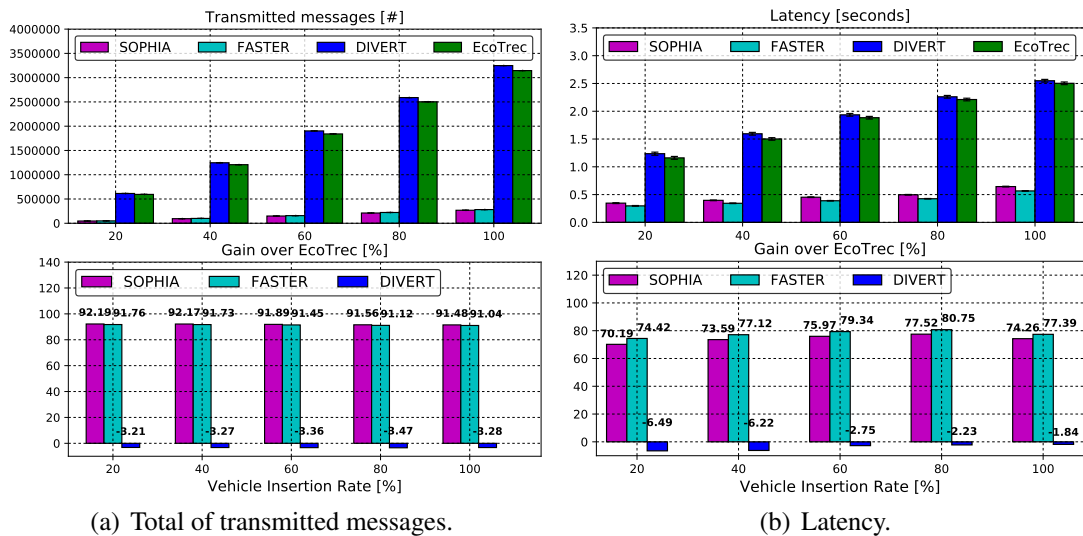 Transmitted messages [#]
4000000
3500000
3000000
2500000
2000000
1500000
1000000
500000
0
SOPHIA FASTER DIVERT EcoTrec
20 40 60 80 100
Gain over EcoTrec [%]
140
120
100
80
60
40
20
0
SOPHIA FASTER DIVERT
92.19 91.76 92.17 91.73 91.89 91.45 91.56 91.12 91.48 91.04
-3.21 -3.27 -3.36 -3.47 -3.28
20 40 60 80 100
Vehicle Insertion Rate [%]
(a) Total of transmitted messages.
Latency [seconds]
3.5
3.0
2.5
2.0
1.5
1.0
0.5
0.0
SOPHIA FASTER DIVERT EcoTrec
20 40 60 80 100
Gain over EcoTrec [%]
120
100
80
60
40
20
0
SOPHIA FASTER DIVERT
70.19 74.42 73.59 77.12 75.97 79.34 77.52 80.75 74.26 77.39
-6.49 -6.22 -2.75 -2.23 -1.84
20 40 60 80 100
Vehicle Insertion Rate [%]
(b) Latency.